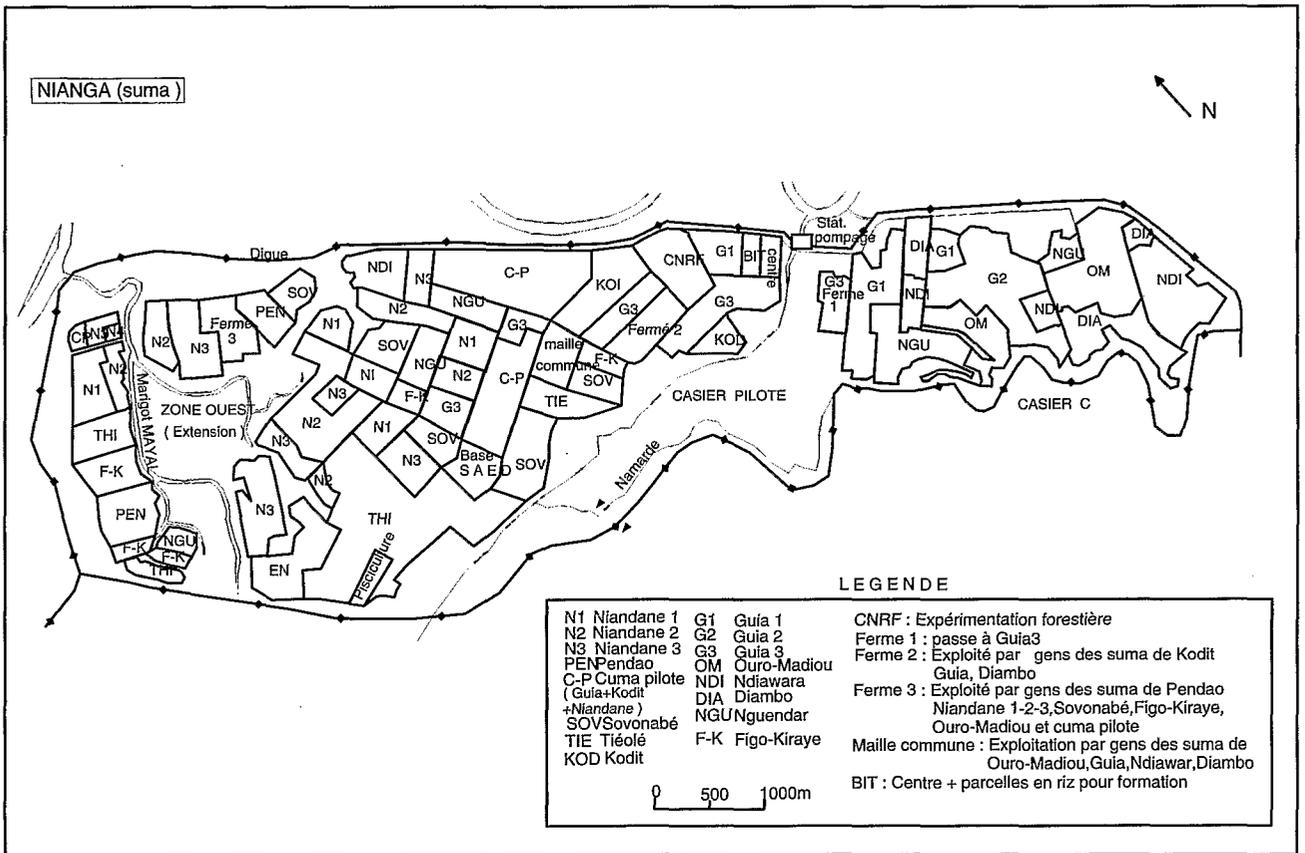 NIANGA (suma )
N
Digue
Stat.
pompage
NDI
N3
C-P
KOI
CNRF
G1
BIT
centre
G3
Ferme
1
G1
DIA
G1
NDI
G2
NGU
OM
DIA
NDI
NDI
DIA
OM
NGU
N2
NGU
G3
G3
Ferme 2
G3
KOD
SOV
PEN
Ferme
3
N2
N3
N1
SOV
NGU
N1
N2
G3
C-P
maille
commune
F-K
SOV
TIE
CP
N3
N2
N1
THI
F-K
PEN
F-K
NGU
F-K
THI
Marigot MAYAL
ZONE OUEST
( Extension )
NI
N3
N2
F-K
N1
SOV
N3
N3
N2
N3
EN
THI
Pisciculture
Base
S A E D
SOV
CASIER PILOTE
Namarde
CASIER C
LEGENDE
N1 Niandane 1
N2 Niandane 2
N3 Niandane 3
PEN Pendao
C-P Cuma pilote
( Guia+Kodit
+Niandane )
SOV Sovonabé
TIE Tiéolé
KOD Kodit
G1 Guía 1
G2 Guia 2
G3 Guia 3
OM Ouro-Madiou
NDI Ndiawara
DIA Diambo
NGU Nguendar
F-K Figo-Kiraye
CNRF : Expérimentation forestière
Ferme 1 : passe à Guia3
Ferme 2 : Exploité par gens des suma de Kodit
Guia, Diambo
Ferme 3 : Exploité par gens des suma de Pendao
Niandane 1-2-3,Sovonabé,Figo-Kiraye,
Ouro-Madiou et cuma pilote
Maille commune : Exploitation par gens des suma de
Ouro-Madiou,Guia,Ndiawar,Diambo
BIT : Centre + parcelles en riz pour formation
0 500 1000m